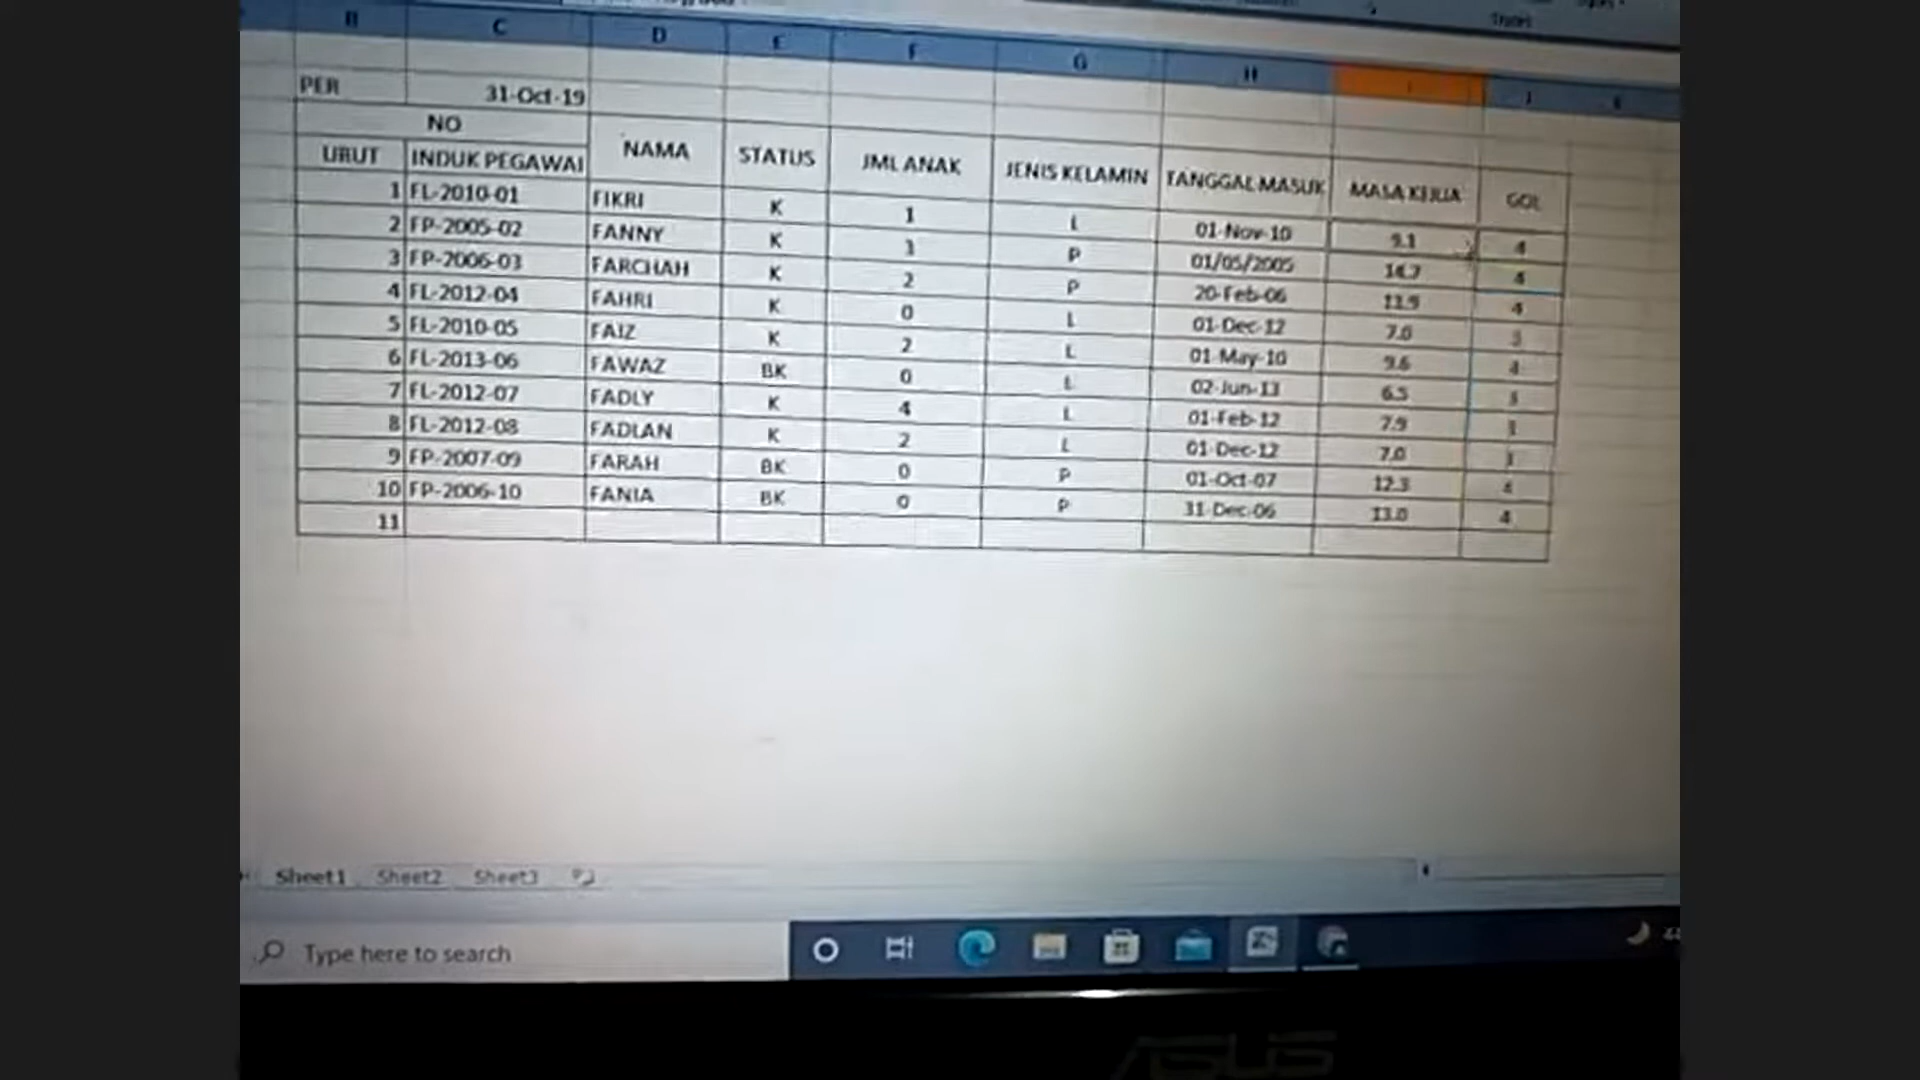 B C D E F G H I J K
PER 31-Oct-19
NO NAMA STATUS JML ANAK JENIS KELAMIN TANGGAL MASUK MASA KERJA GOL
URUT INDUK PEGAWAI
1 FL-2010-01 FIKRI K 1 L 01-Nov-10 9.1 4
2 FP-2005-02 FANNY K P 01/05/2005 14.7 4
3 FP-2006-03 FARCHAH K 2 P 20-Feb-06 4
4 FL-2012-04 FAHRI K 0 L 01-Dec-12 7.0 3
5 FL-2010-05 FAIZ K 2 L 01-May-10 9.6 4
6 FL-2013-06 FAWAZ BK 0 L 02-Jun-13 6.5
7 FL-2012-07 FADLY K 4 L 01-Feb-12 7.9
8 FL-2012-08 FADLAN K 2 L 01-Dec-12 7.0
9 FP-2007-09 FARAH BK 0 P 01-Oct-07 12.3 4
10 FP-2006-10 FANIA BK 0 P 31-Dec-06 13.0 4
11
Sheet1 Sheet2 Sheet3
Type here to search
ASUS